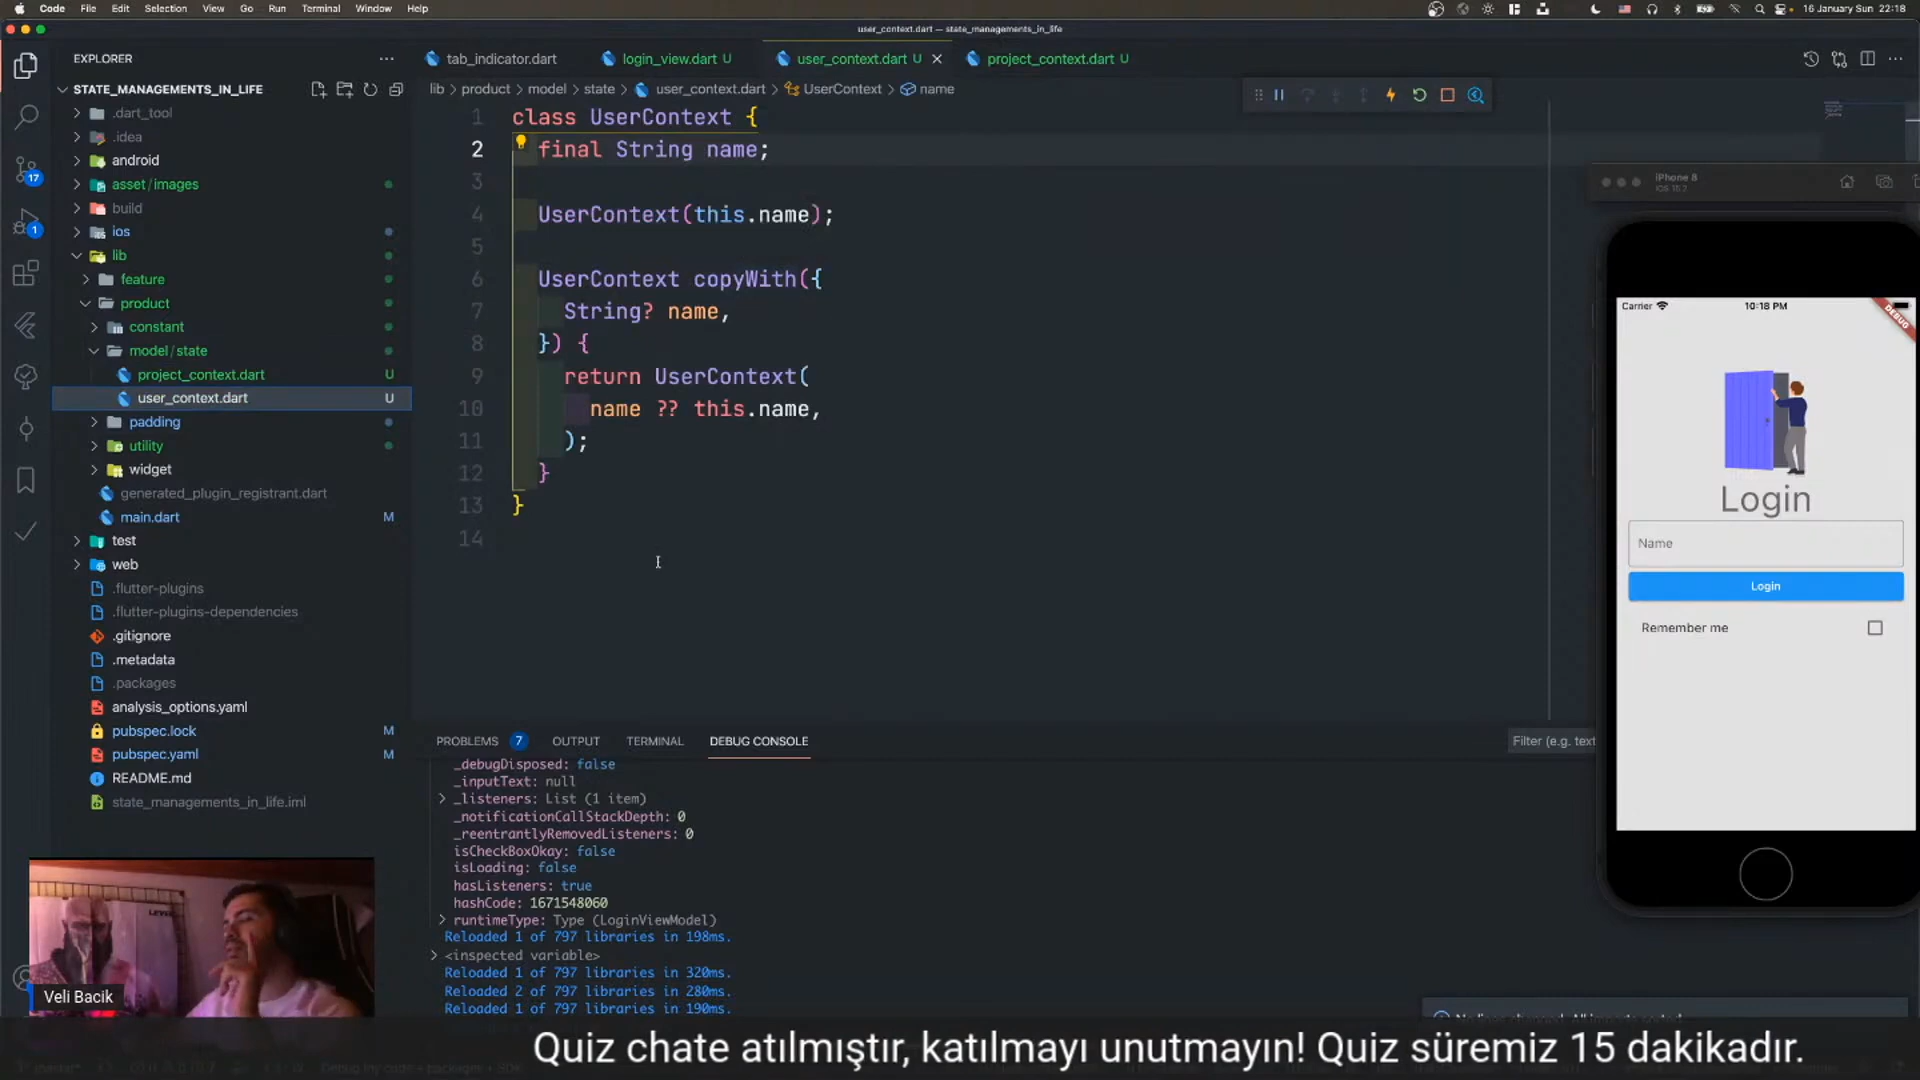 Code File Edit Selection View Go Run Terminal Window Help
16 January Sun 22:18
user_context.dart — state_managements_in_life
EXPLORER
STATE_MANAGEMENTS_IN_LIFE
.dart_tool
.idea
android
asset/images
build
ios
lib
feature
product
constant
model/state
project_context.dart U
user_context.dart U
padding
utility
widget
generated_plugin_registrant.dart
main.dart M
test
web
.flutter-plugins
.flutter-plugins-dependencies
.gitignore
.metadata
.packages
analysis_options.yaml
pubspec.lock M
pubspec.yaml M
README.md
state_managements_in_life.iml
17
1
tab_indicator.dart login_view.dart U user_context.dart U project_context.dart U
lib > product > model > state > user_context.dart > UserContext > name
1 class UserContext {
2 final String name;
3
4 UserContext(this.name);
5
6 UserContext copyWith({
7 String? name,
8 }) {
9 return UserContext(
10 name ?? this.name,
11 );
12 }
13 }
14
PROBLEMS 7 OUTPUT TERMINAL DEBUG CONSOLE
Filter (e.g. text
_debugDisposed: false
_inputText: null
_listeners: List (1 item)
_notificationCallStackDepth: 0
_reentrantlyRemovedListeners: 0
isCheckBoxOkay: false
isLoading: false
hasListeners: true
hashCode: 1671548060
runtimeType: Type (LoginViewModel)
Reloaded 1 of 797 libraries in 198ms.
<inspected variable>
Reloaded 1 of 797 libraries in 320ms.
Reloaded 2 of 797 libraries in 280ms.
Reloaded 1 of 797 libraries in 190ms.
iPhone 8
iOS 15.2
Carrier 10:18 PM
DEBUG
Login
Name
Login
Remember me
Veli Bacik
Quiz chate atılmıştır, katılmayı unutmayın! Quiz süremiz 15 dakikadır.